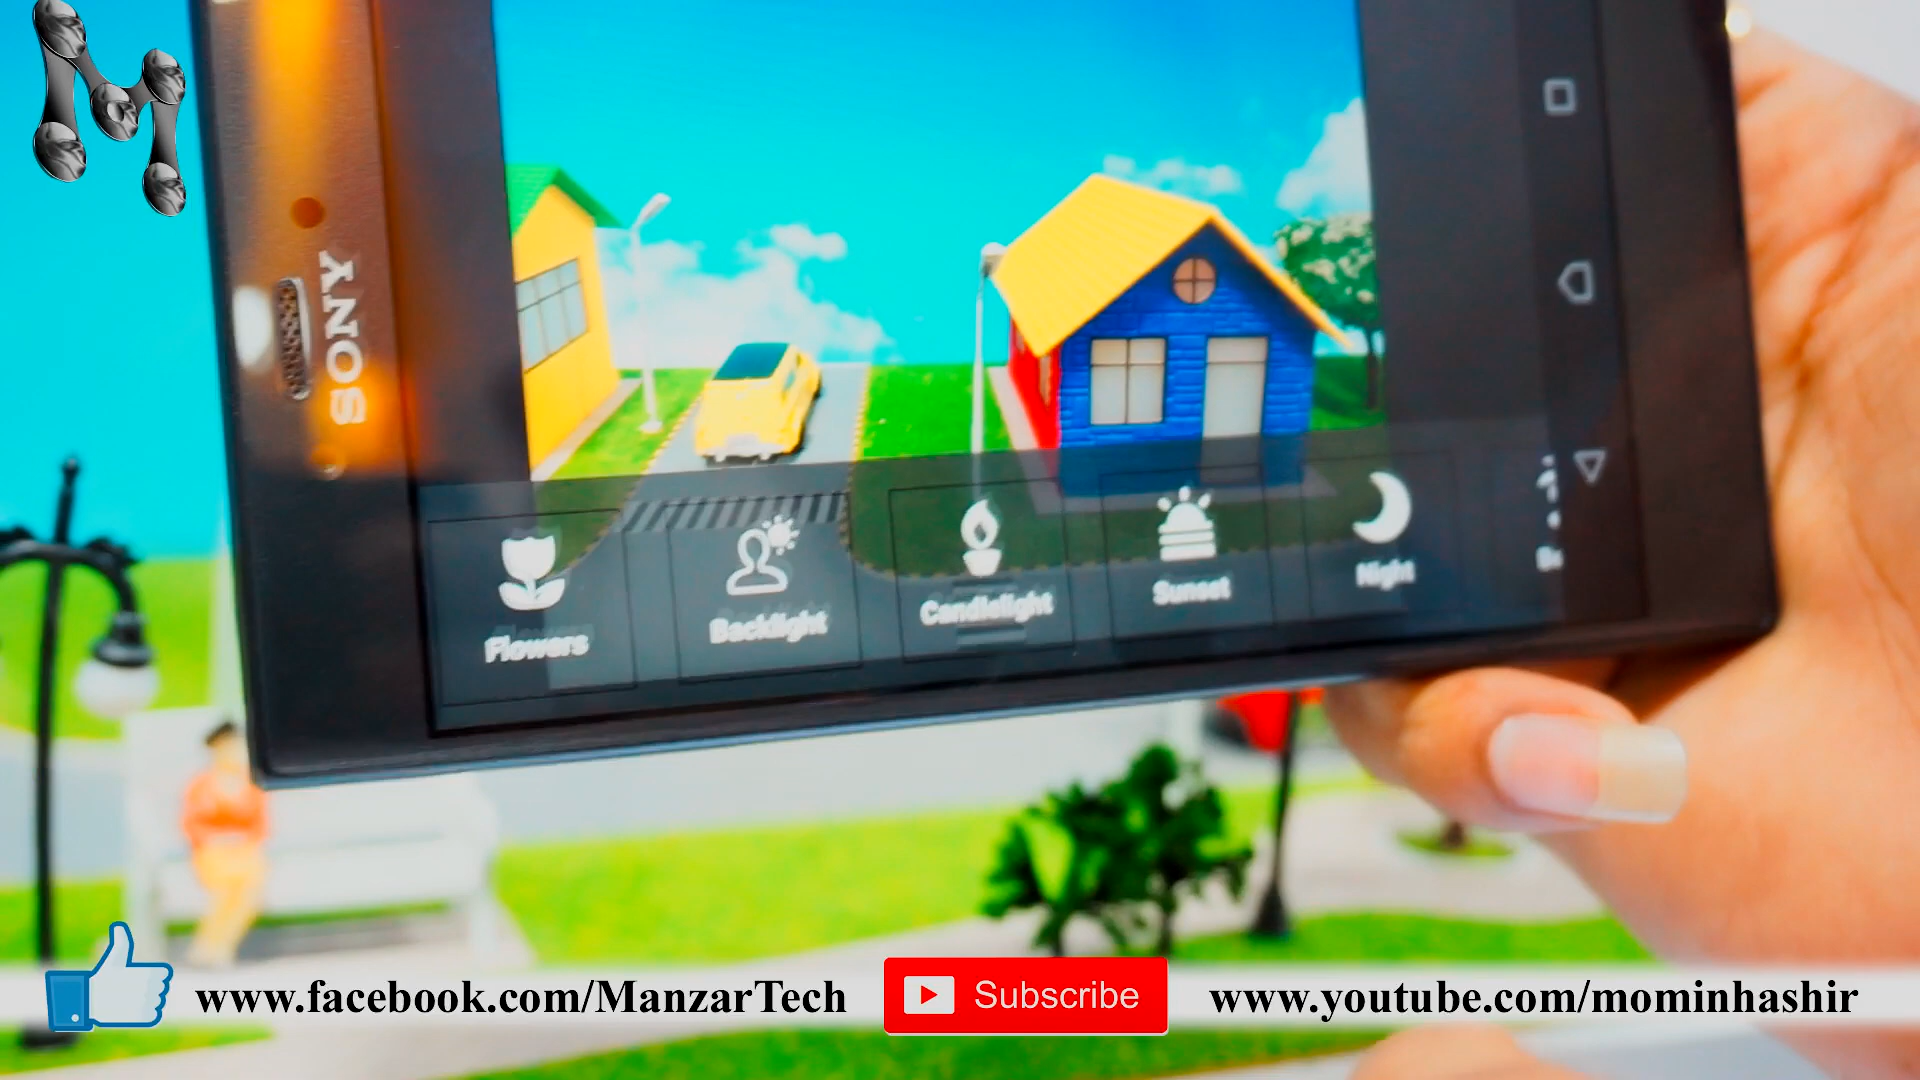 M
SONY
Flowers
Backlight
Candlelight
Sunset
Night
www.facebook.com/ManzarTech
Subscribe
www.youtube.com/mominhashir